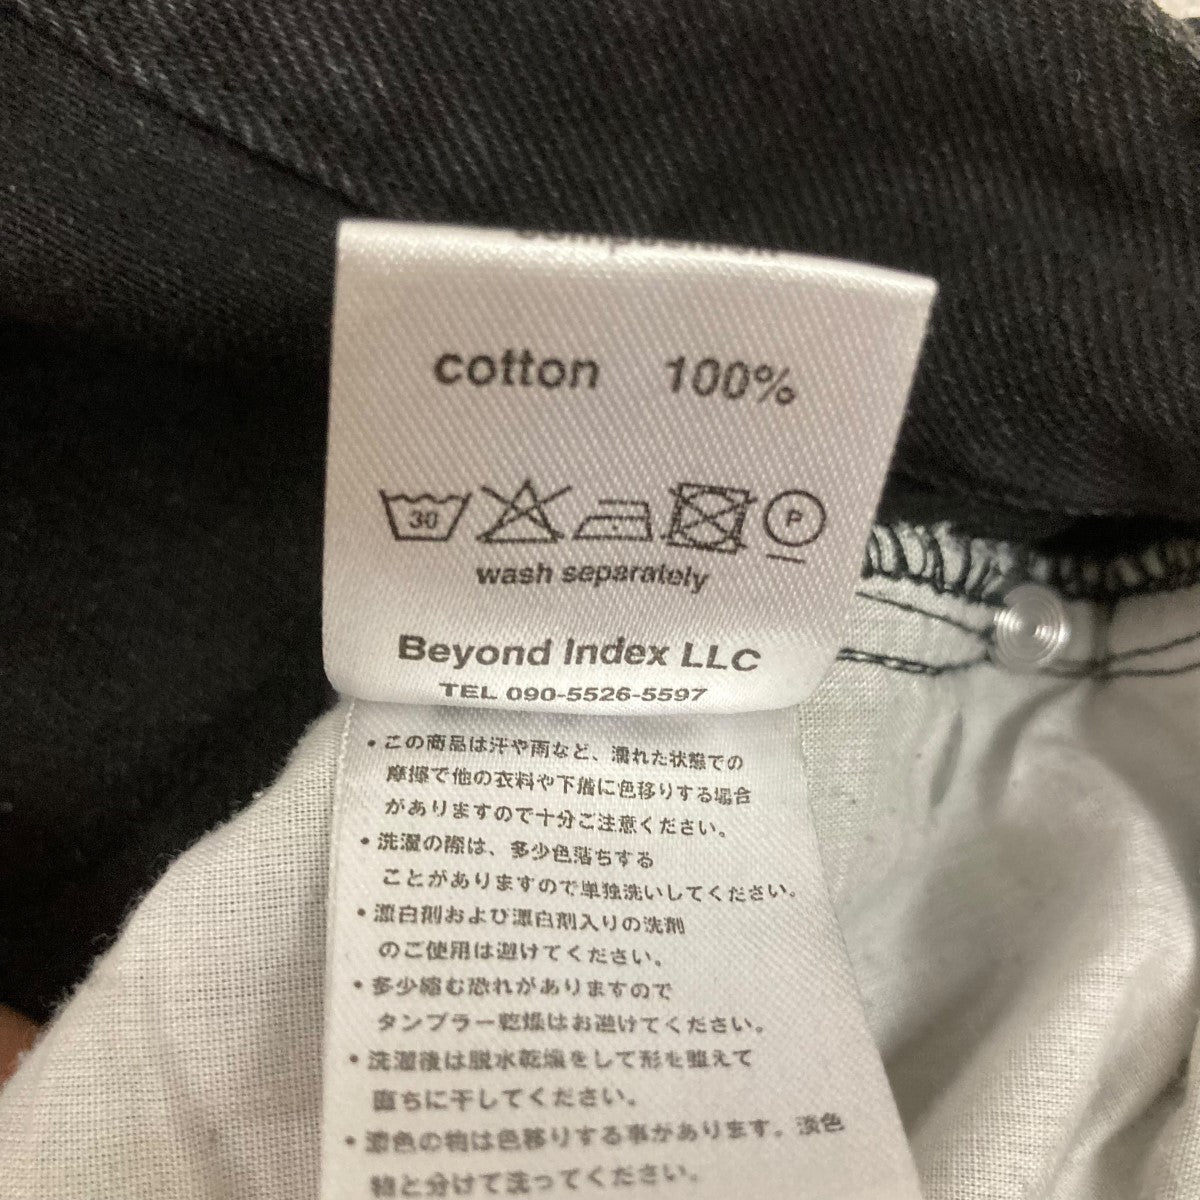 cotton 100%
30
P
wash separately
Beyond Index LLC
TEL 090-5526-5597
・この商品は汗や雨など、濡れた状態での
摩擦で他の衣料や下着に色移りする場合
がありますので十分ご注意ください。
・洗濯の際は、多少色落ちする
ことがありますので単独洗いしてください。
・漂白剤および漂白剤入りの洗剤
のご使用は避けてください。
・多少縮む恐れがありますので
タンブラー乾燥はお避けてください。
・洗濯後は脱水乾燥をして形を整えて
直ちに干してください。
・濃色の物は色移りする事があります。淡色
物と分けて洗ってください。